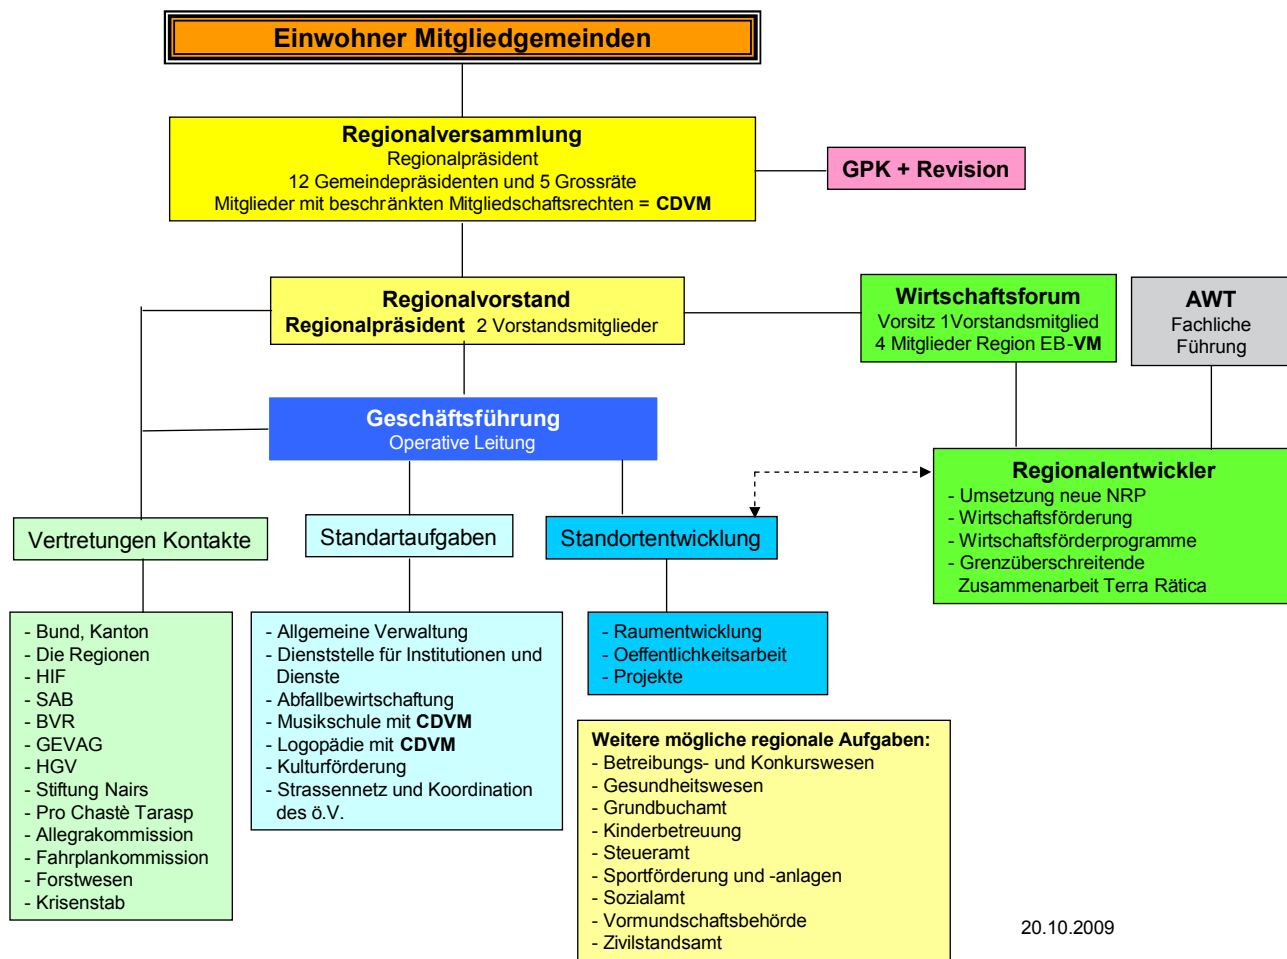 Einwohner Mitgliedgemeinden
Regionalversammlung
Regionalpräsident
12 Gemeindepräsidenten und 5 Grossräte
Mitglieder mit beschränkten Mitgliedschaftsrechten = CDVM
GPK + Revision
Regionalvorstand
Regionalpräsident 2 Vorstandsmitglieder
Wirtschaftsforum
Vorsitz 1Vorstandsmitglied
4 Mitglieder Region EB-VM
AWT
Fachliche
Führung
Geschäftsführung
Operative Leitung
Regionalentwickler
- Umsetzung neue NRP
- Wirtschaftsförderung
- Wirtschaftsförderprogramme
- Grenzüberschreitende
Zusammenarbeit Terra Rätica
Vertretungen Kontakte
Standartaufgaben
Standortentwicklung
- Bund, Kanton
- Die Regionen
- HIF
- SAB
- BVR
- GEVAG
- HGV
- Stiftung Nairs
- Pro Chastè Tarasp
- Allegrakommission
- Fahrplankommission
- Forstwesen
- Krisenstab
- Allgemeine Verwaltung
- Dienststelle für Institutionen und
Dienste
- Abfallbewirtschaftung
- Musikschule mit CDVM
- Logopädie mit CDVM
- Kulturförderung
- Strassennetz und Koordination
des ö.V.
- Raumentwicklung
- Oeffentlichkeitsarbeit
- Projekte
Weitere mögliche regionale Aufgaben:
- Betreibungs- und Konkurswesen
- Gesundheitswesen
- Grundbuchamt
- Kinderbetreuung
- Steueramt
- Sportförderung und -anlagen
- Sozialamt
- Vormundschaftsbehörde
- Zivilstandsamt
20.10.2009